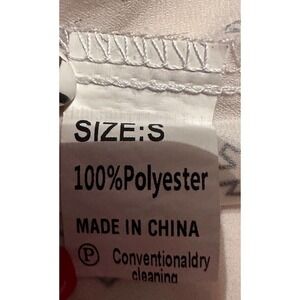 SIZE:S
100%Polyester
MADE IN CHINA
P Conventionaldry
cleaning